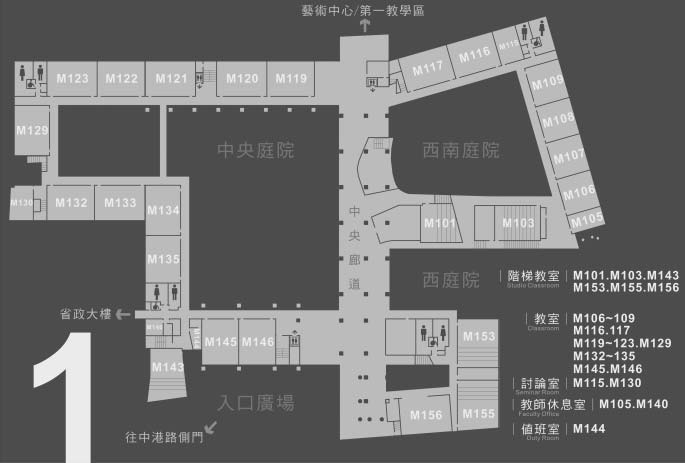 藝術中心/第一教學區
M123 M122 M121 M120 M119
M117 M116 M115
M109
M108
M107
M106
M105
M129
中央庭院
西南庭院
M130 M132 M133 M134
M101 M103
中央廊道
M135
西庭院
省政大樓
M144
M145 M146
M143
入口廣場
往中港路側門
M153
M156 M155
階梯教室 M101.M103.M143
Studio Classroom M153.M155.M156
教室 M106~109
Classroom M116.117
M119~123.M129
M132~135
M145.M146
討論室 M115.M130
Seminar Room
教師休息室 M105.M140
Faculty Office
值班室 M144
Duty Room
1